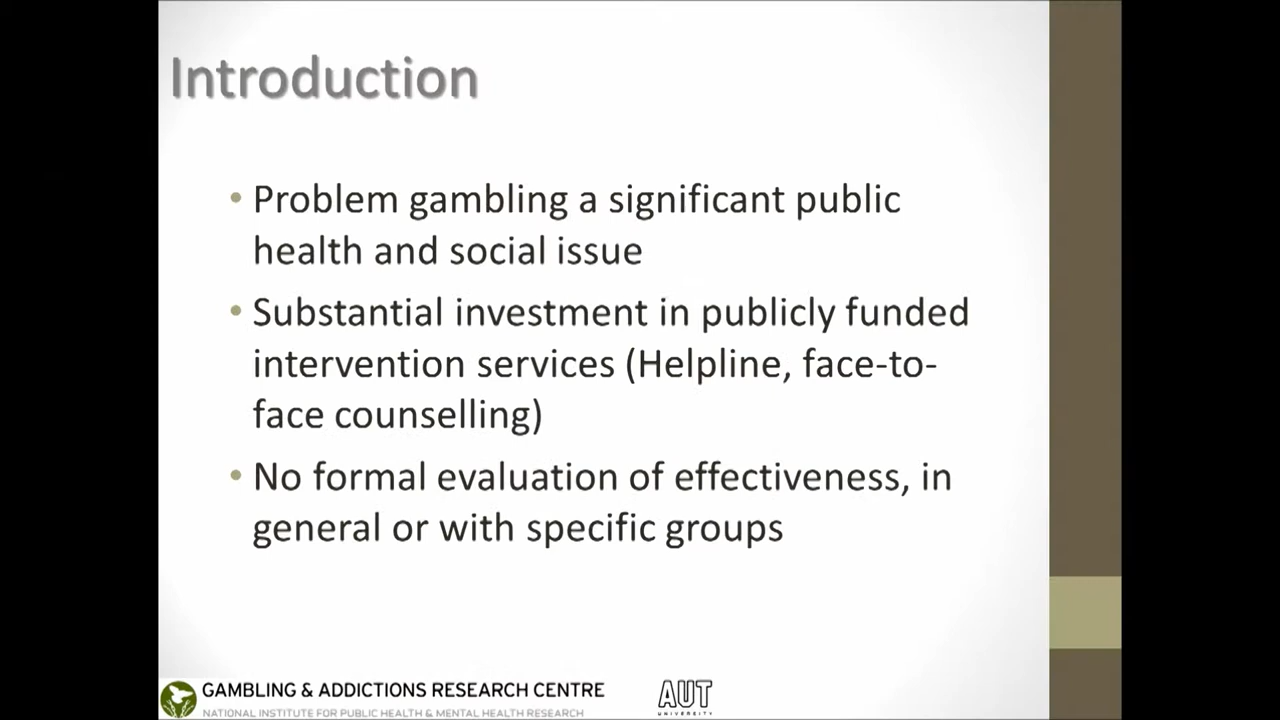 Introduction
• Problem gambling a significant public
health and social issue
• Substantial investment in publicly funded
intervention services (Helpline, face-to-
face counselling)
• No formal evaluation of effectiveness, in
general or with specific groups
GAMBLING & ADDICTIONS RESEARCH CENTRE
NATIONAL INSTITUTE FOR PUBLIC HEALTH & MENTAL HEALTH RESEARCH
AUT
UNIVERSITY